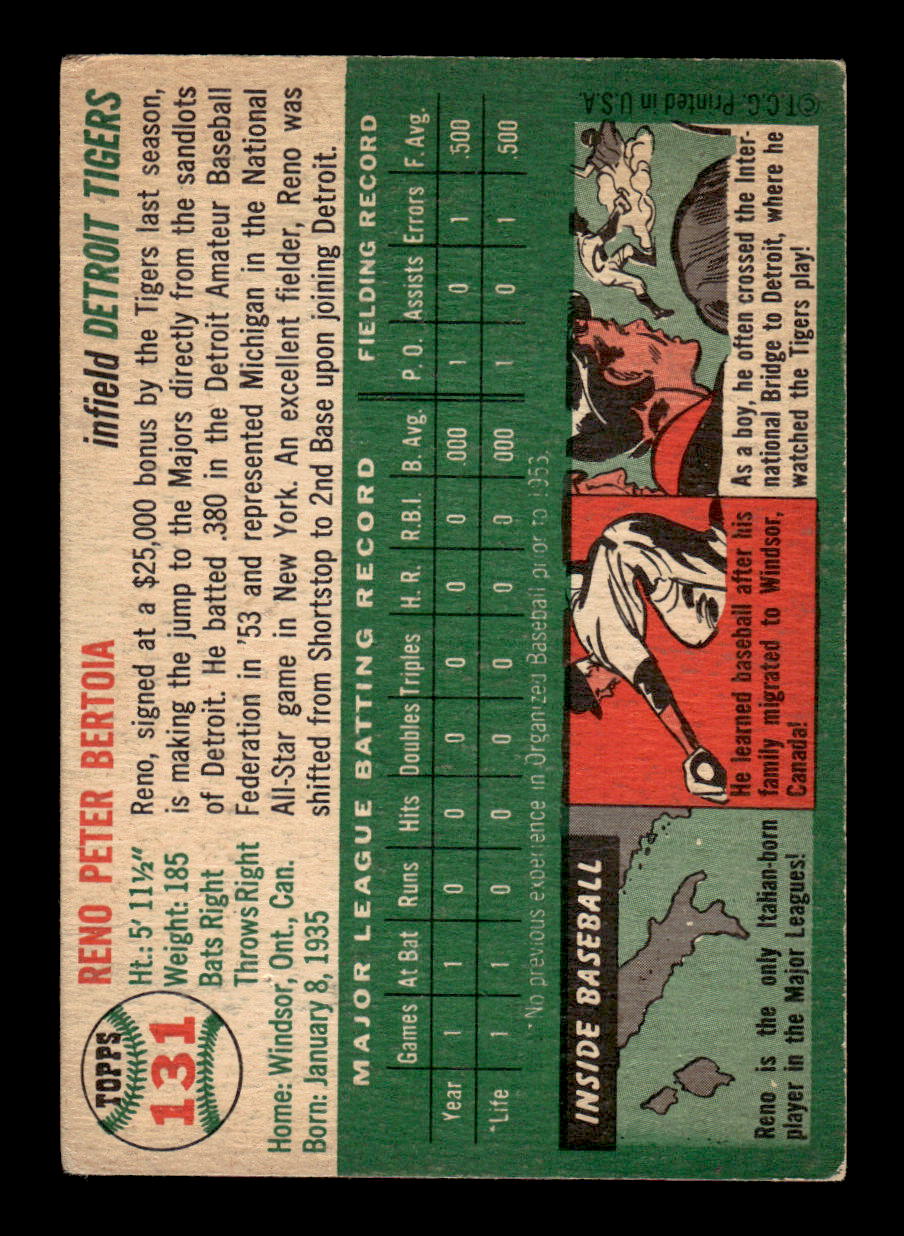 TOPPS
131
RENO PETER BERTOIA
infield DETROIT TIGERS
Ht.: 5' 11½"
Weight: 185
Bats Right
Throws Right
Home: Windsor, Ont., Can.
Born: January 8, 1935
Reno, signed at a $25,000 bonus by the Tigers last season,
is making the jump to the Majors directly from the sandlots
of Detroit. He batted .380 in the Detroit Amateur Baseball
Federation in '53 and represented Michigan in the National
All-Star game in New York. An excellent fielder, Reno was
shifted from Shortstop to 2nd Base upon joining Detroit.
MAJOR LEAGUE BATTING RECORD FIELDING RECORD
Games At Bat Runs Hits Doubles Triples H. R. R.B.I. B. Avg. P. O. Assists Errors F. Avg.
Year 1 1 0 0 0 0 0 0 .000 1 0 1 .500
*Life 1 1 0 0 0 0 0 0 .000 1 0 1 .500
*No previous experience in Organized Baseball prior to 1953.
INSIDE BASEBALL
Reno is the only Italian-born
player in the Major Leagues!
He learned baseball after his
family migrated to Windsor,
Canada!
As a boy, he often crossed the Inter-
national Bridge to Detroit, where he
watched the Tigers play!
©T.C.G. Printed in U.S.A.